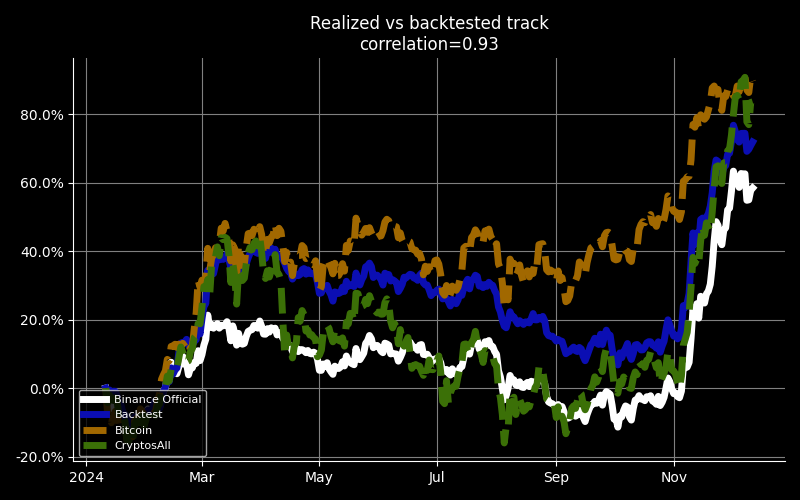 Realized vs backtested track
correlation=0.93
80.0%
60.0%
40.0%
20.0%
0.0%
-20.0%
Binance Official
Backtest
Bitcoin
CryptosAll
2024 Mar May Jul Sep Nov